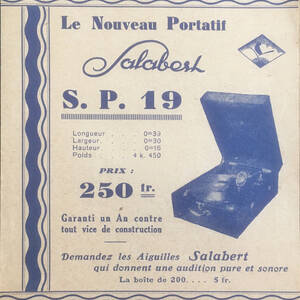 Le Nouveau Portatif
Salabert
S. P. 19
Longueur . . . . 0m33
Largeur . . . . . 0m30
Hauteur . . . . . 0m15
Poids . . . . . 4 k. 450
PRIX :
250 fr.
Garanti un An contre
tout vice de construction
Demandez les Aiguilles Salabert
qui donnent une audition pure et sonore
La boîte de 200. . . . 5 fr.